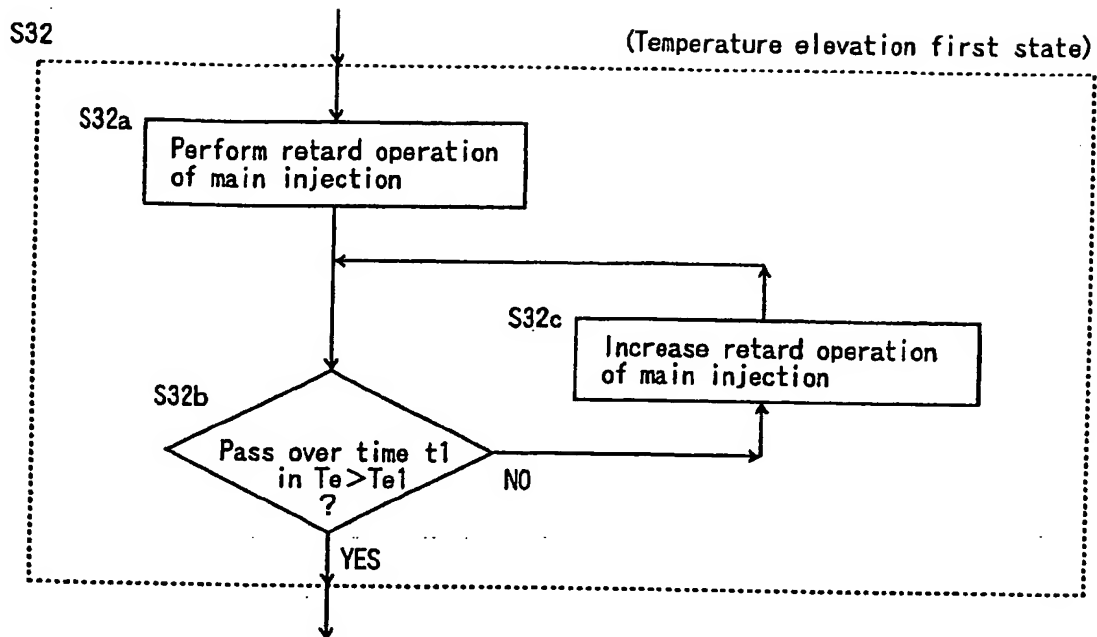 S32
(Temperature elevation first state)
S32a
Perform retard operation
of main injection
S32c
Increase retard operation
of main injection
S32b
Pass over time t1
in Te>Te1
?
NO
YES